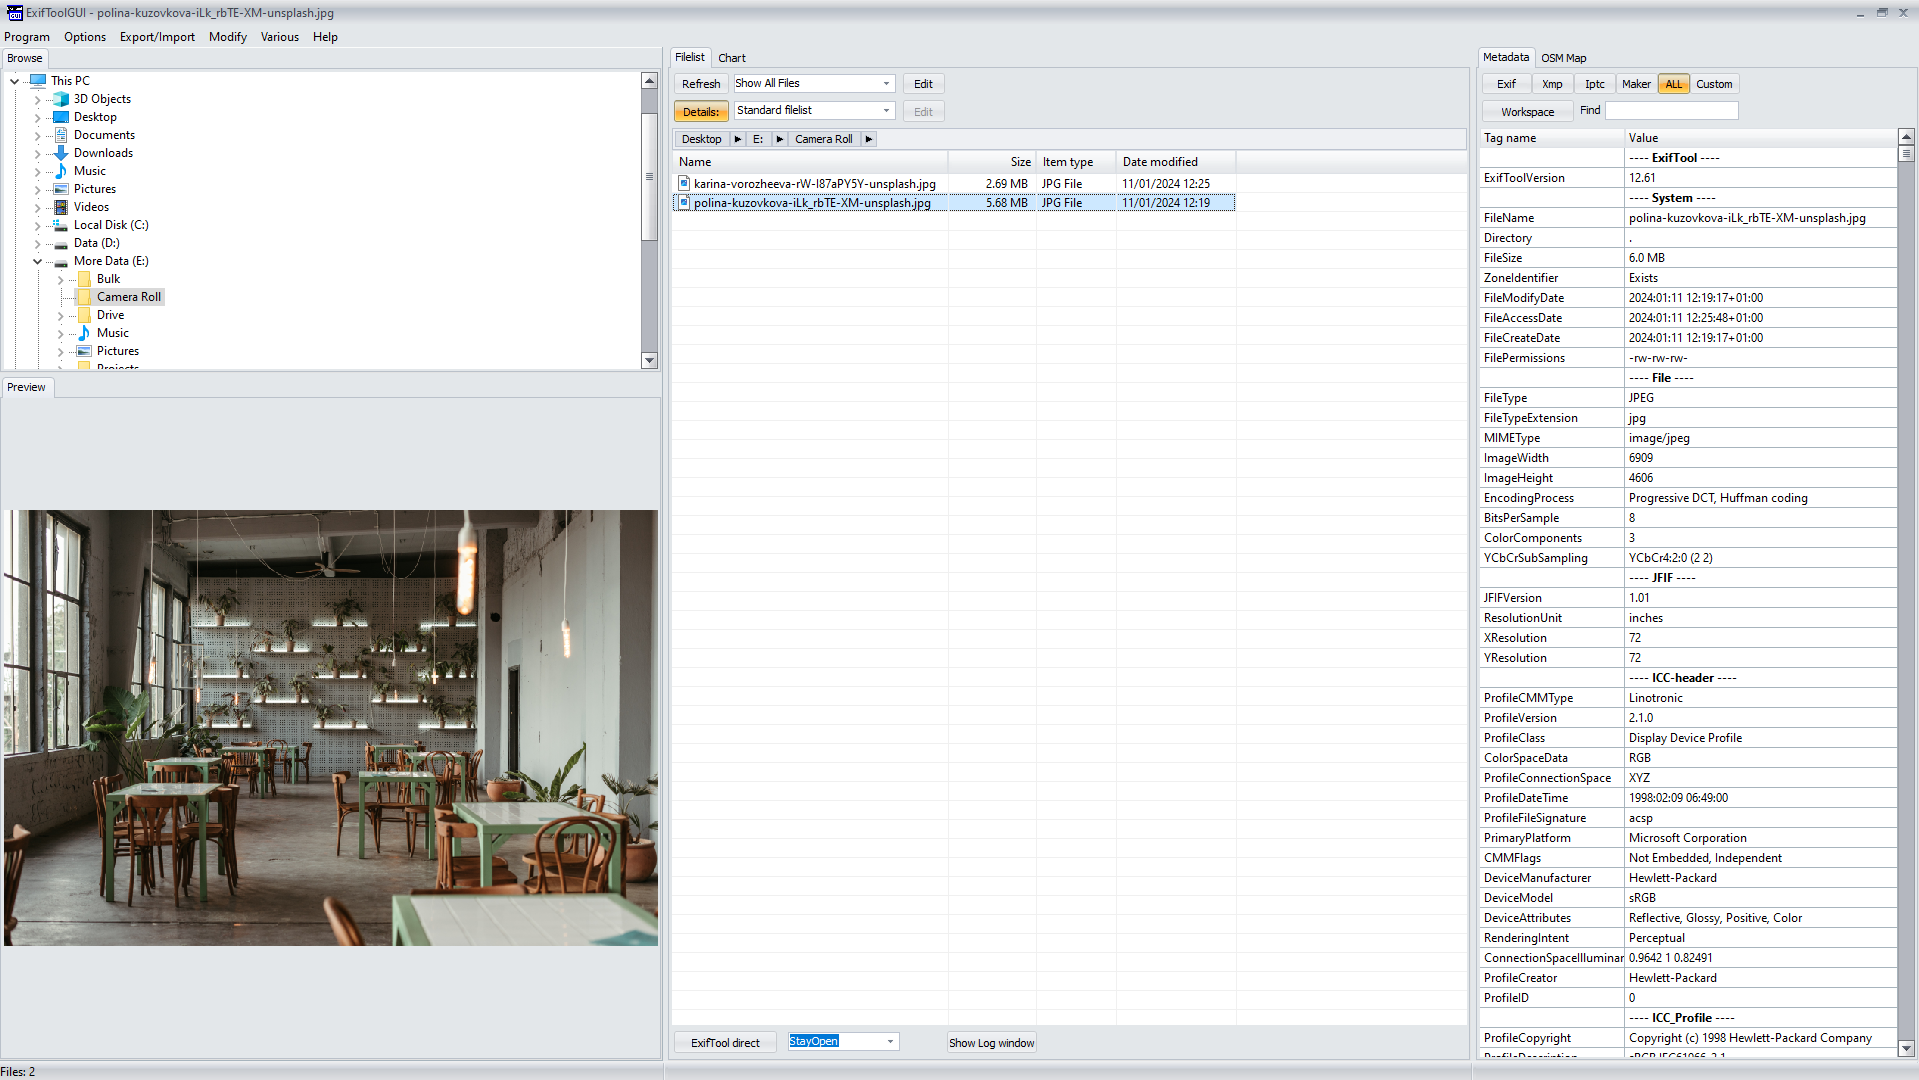 ExifToolGUI - polina-kuzovkova-iLk_rbTE-XM-unsplash.jpg
Program Options Export/Import Modify Various Help
Browse
This PC
3D Objects
Desktop
Documents
Downloads
Music
Pictures
Videos
Local Disk (C:)
Data (D:)
More Data (E:)
Bulk
Camera Roll
Drive
Music
Pictures
Projects
Preview
Filelist Chart
Refresh Show All Files Edit
Details: Standard filelist Edit
Desktop E: Camera Roll
Name Size Item type Date modified
karina-vorozheeva-rW-I87aPY5Y-unsplash.jpg 2.69 MB JPG File 11/01/2024 12:25
polina-kuzovkova-iLk_rbTE-XM-unsplash.jpg 5.68 MB JPG File 11/01/2024 12:19
ExifTool direct StayOpen Show Log window
Metadata OSM Map
Exif Xmp Iptc Maker ALL Custom
Workspace Find
Tag name Value
---- ExifTool ----
ExifToolVersion 12.61
---- System ----
FileName polina-kuzovkova-iLk_rbTE-XM-unsplash.jpg
Directory .
FileSize 6.0 MB
ZoneIdentifier Exists
FileModifyDate 2024:01:11 12:19:17+01:00
FileAccessDate 2024:01:11 12:25:48+01:00
FileCreateDate 2024:01:11 12:19:17+01:00
FilePermissions -rw-rw-rw-
---- File ----
FileType JPEG
FileTypeExtension jpg
MIMEType image/jpeg
ImageWidth 6909
ImageHeight 4606
EncodingProcess Progressive DCT, Huffman coding
BitsPerSample 8
ColorComponents 3
YCbCrSubSampling YCbCr4:2:0 (2 2)
---- JFIF ----
JFIFVersion 1.01
ResolutionUnit inches
XResolution 72
YResolution 72
---- ICC-header ----
ProfileCMMType Linotronic
ProfileVersion 2.1.0
ProfileClass Display Device Profile
ColorSpaceData RGB
ProfileConnectionSpace XYZ
ProfileDateTime 1998:02:09 06:49:00
ProfileFileSignature acsp
PrimaryPlatform Microsoft Corporation
CMMFlags Not Embedded, Independent
DeviceManufacturer Hewlett-Packard
DeviceModel sRGB
DeviceAttributes Reflective, Glossy, Positive, Color
RenderingIntent Perceptual
ConnectionSpaceIlluminar 0.9642 1 0.82491
ProfileCreator Hewlett-Packard
ProfileID 0
---- ICC_Profile ----
ProfileCopyright Copyright (c) 1998 Hewlett-Packard Company
ProfileDescription sRGB IEC61966-2.1
Files: 2